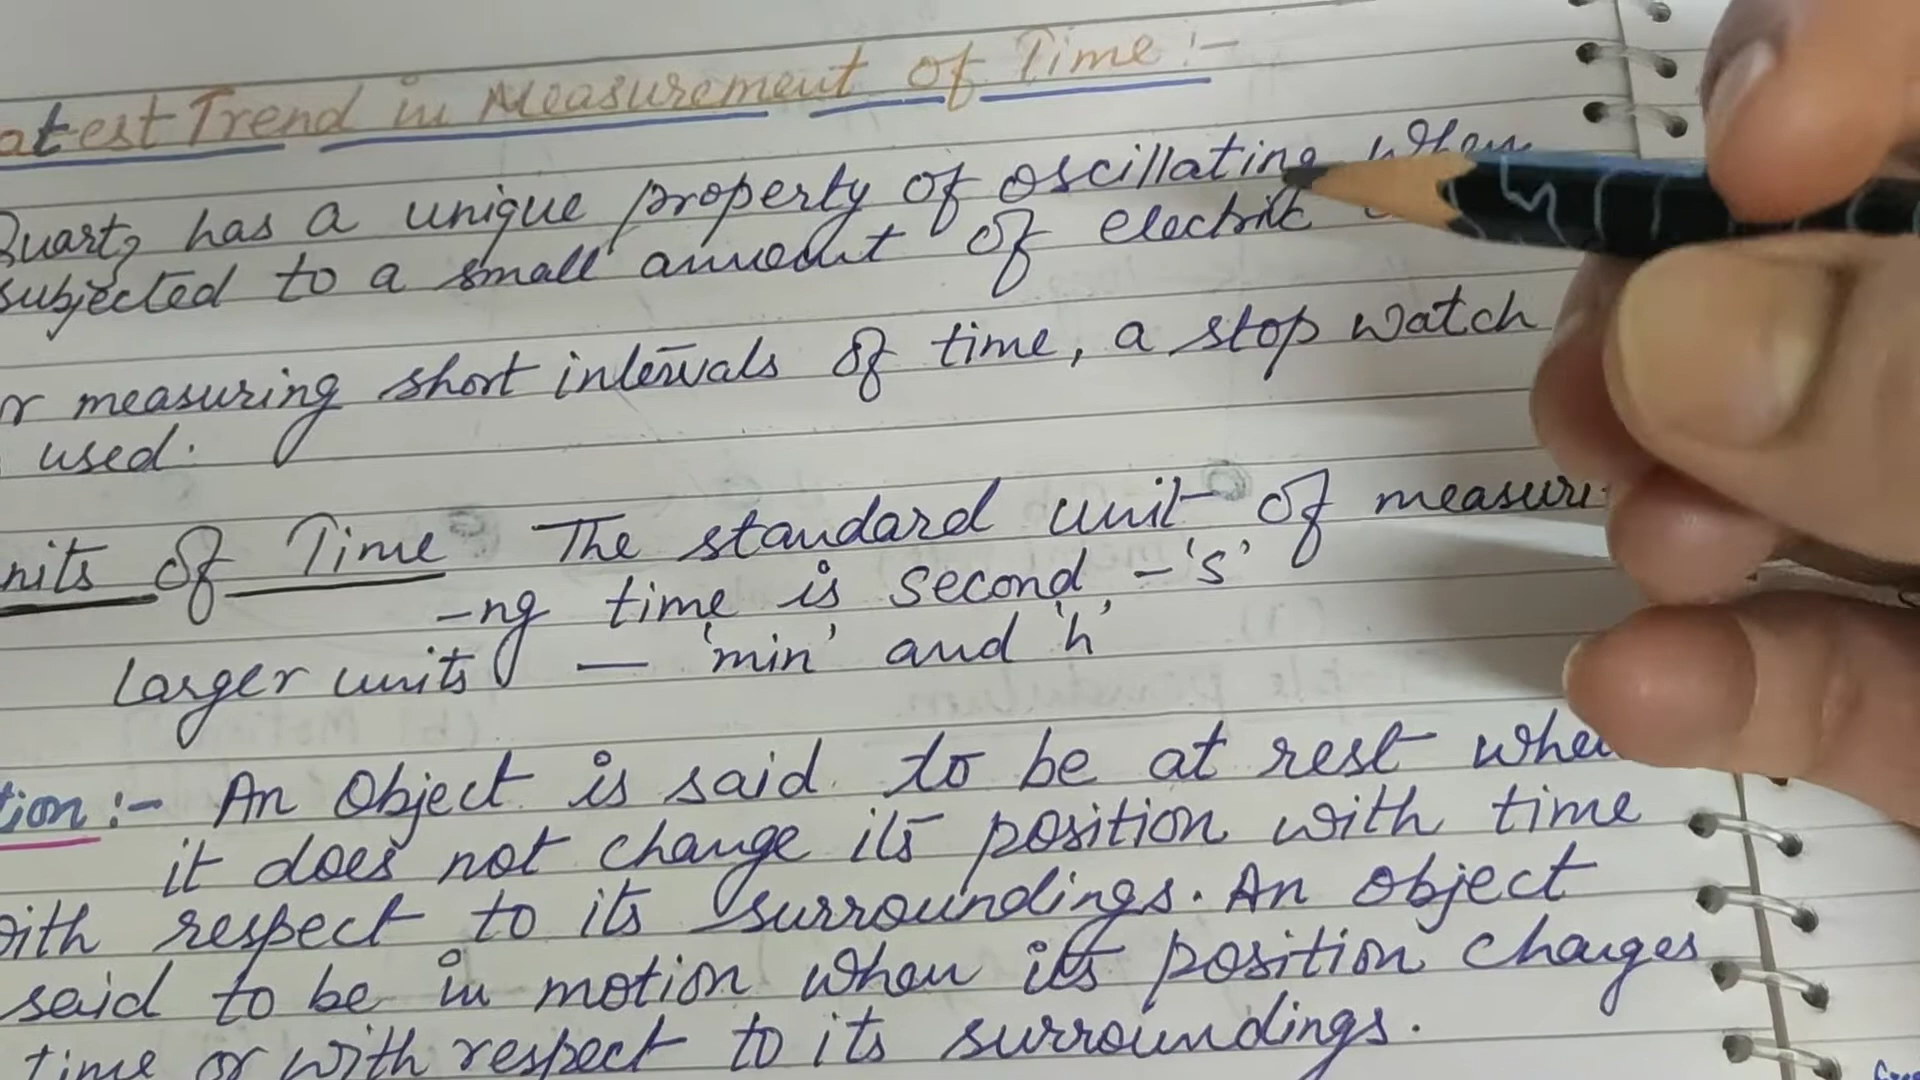 atest Trend in Measurement of Time :-
Quartz has a unique property of oscillating when
subjected to a small amount of electric
r measuring short intervals of time, a stop watch
used.
nits of Time The standard unit of measuri
-ng time is second - 's'
Larger units — 'min' and 'h'
tion :- An Object is said to be at rest when
it does not change its position with time
with respect to its surroundings. An Object
said to be in motion when its position changes
time or with respect to its surroundings.